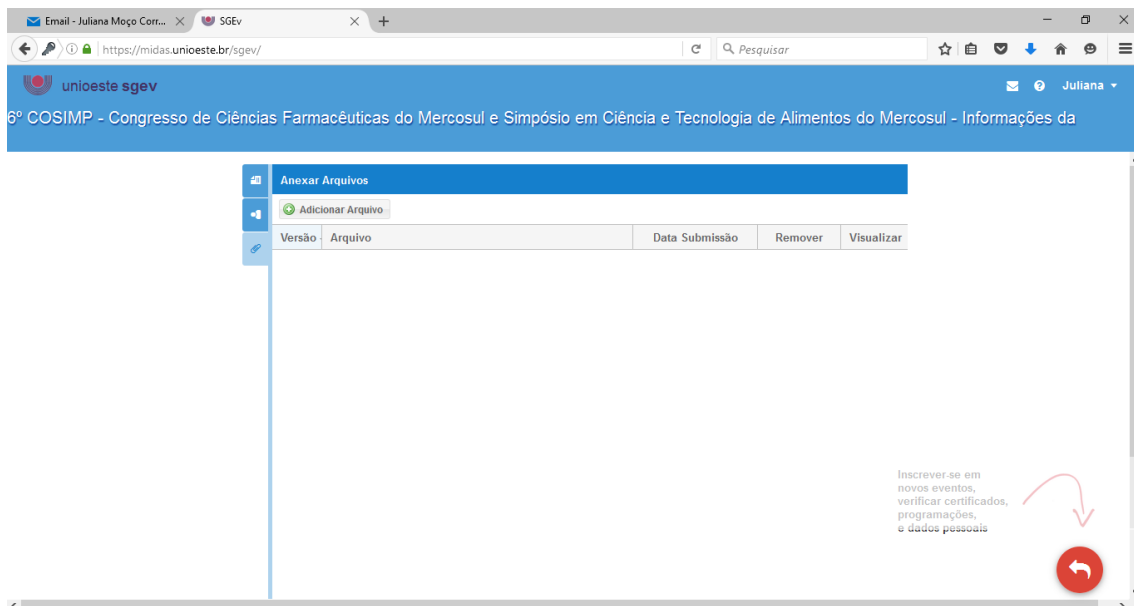 Email - Juliana Moço Corr...
SGEv
https://midas.unioeste.br/sgev/
Pesquisar
unioeste sgev
Juliana
6º COSIMP - Congresso de Ciências Farmacêuticas do Mercosul e Simpósio em Ciência e Tecnologia de Alimentos do Mercosul - Informações da
Anexar Arquivos
Adicionar Arquivo
Versão Arquivo Data Submissão Remover Visualizar
Inscrever-se em
novos eventos,
verificar certificados,
programações,
e dados pessoais